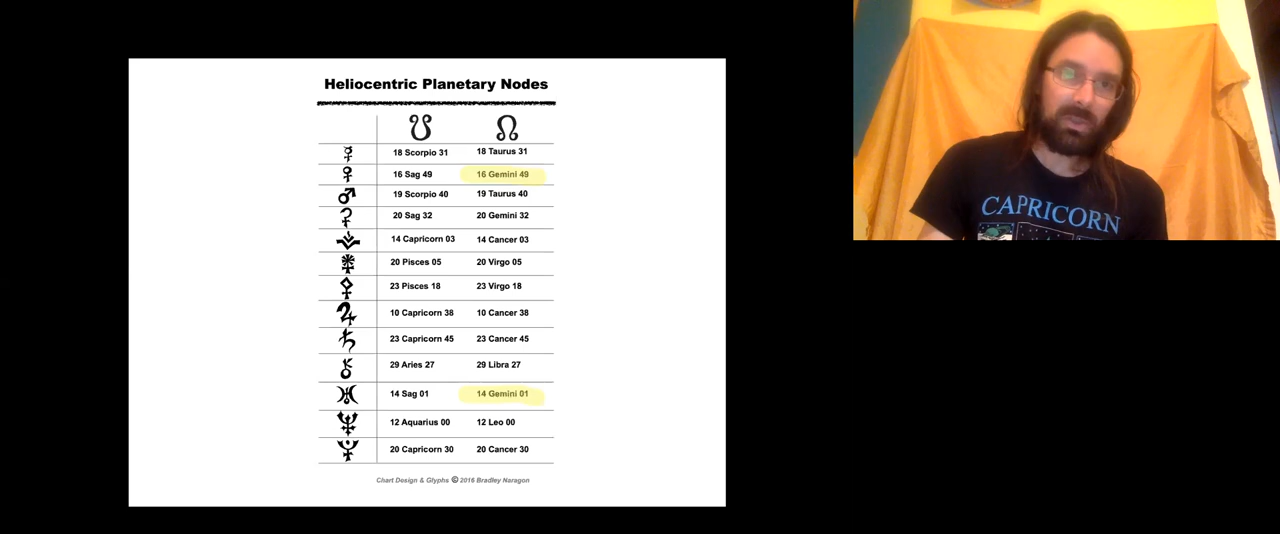 Heliocentric Planetary Nodes
18 Scorpio 31 18 Taurus 31
16 Sag 49 16 Gemini 49
19 Scorpio 40 19 Taurus 40
20 Sag 32 20 Gemini 32
14 Capricorn 03 14 Cancer 03
20 Pisces 05 20 Virgo 05
23 Pisces 18 23 Virgo 18
10 Capricorn 38 10 Cancer 38
23 Capricorn 45 23 Cancer 45
29 Aries 27 29 Libra 27
14 Sag 01 14 Gemini 01
12 Aquarius 00 12 Leo 00
20 Capricorn 30 20 Cancer 30
Chart Design & Glyphs © 2016 Bradley Naragon
CAPRICORN